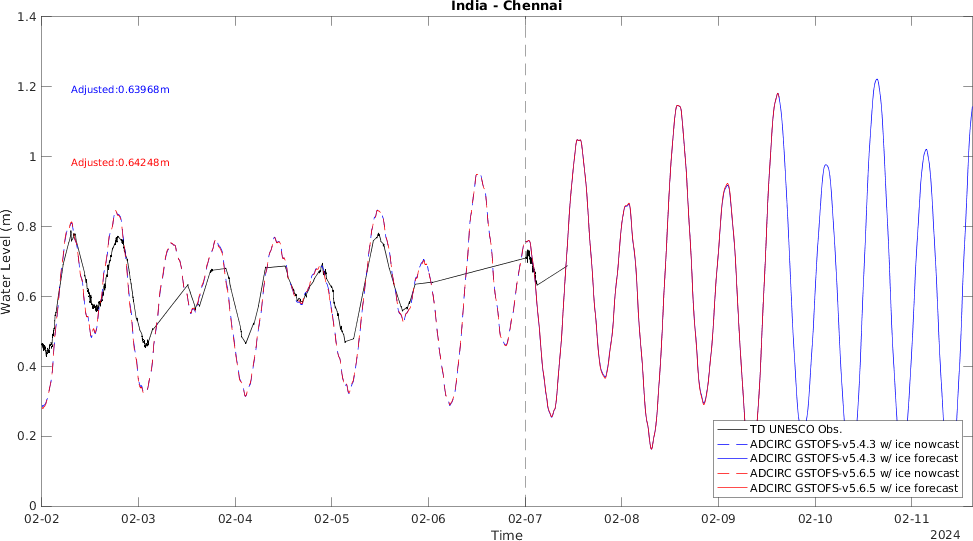 India - Chennai
1.4
1.2
1
0.8
0.6
0.4
0.2
0
Water Level (m)
Adjusted:0.63968m
Adjusted:0.64248m
TD UNESCO Obs.
ADCIRC GSTOFS-v5.4.3 w/ ice nowcast
ADCIRC GSTOFS-v5.4.3 w/ ice forecast
ADCIRC GSTOFS-v5.6.5 w/ ice nowcast
ADCIRC GSTOFS-v5.6.5 w/ ice forecast
02-02 02-03 02-04 02-05 02-06 02-07 02-08 02-09 02-10 02-11
Time
2024